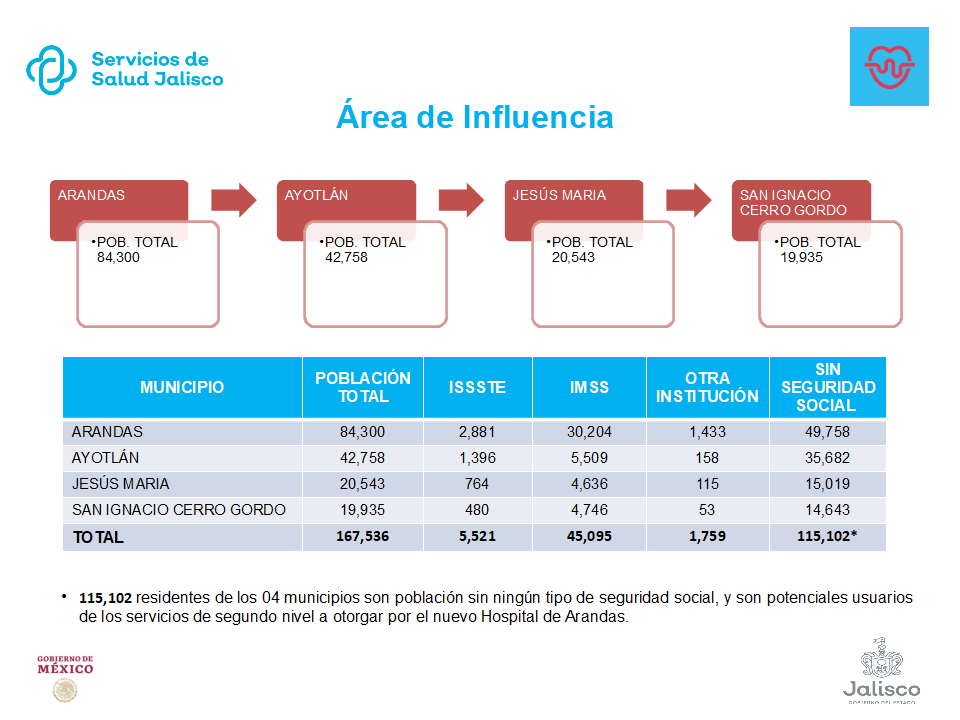 Servicios de
Salud Jalisco
Área de Influencia
ARANDAS
•POB. TOTAL
84,300
AYOTLÁN
•POB. TOTAL
42,758
JESÚS MARIA
•POB. TOTAL
20,543
SAN IGNACIO
CERRO GORDO
•POB. TOTAL
19,935
MUNICIPIO POBLACIÓN TOTAL ISSSTE IMSS OTRA INSTITUCIÓN SIN SEGURIDAD SOCIAL
ARANDAS 84,300 2,881 30,204 1,433 49,758
AYOTLÁN 42,758 1,396 5,509 158 35,682
JESÚS MARIA 20,543 764 4,636 115 15,019
SAN IGNACIO CERRO GORDO 19,935 480 4,746 53 14,643
TOTAL 167,536 5,521 45,095 1,759 115,102*
• 115,102 residentes de los 04 municipios son población sin ningún tipo de seguridad social, y son potenciales usuarios
de los servicios de segundo nivel a otorgar por el nuevo Hospital de Arandas.
GOBIERNO DE
MÉXICO
Jalisco
GOBIERNO DEL ESTADO